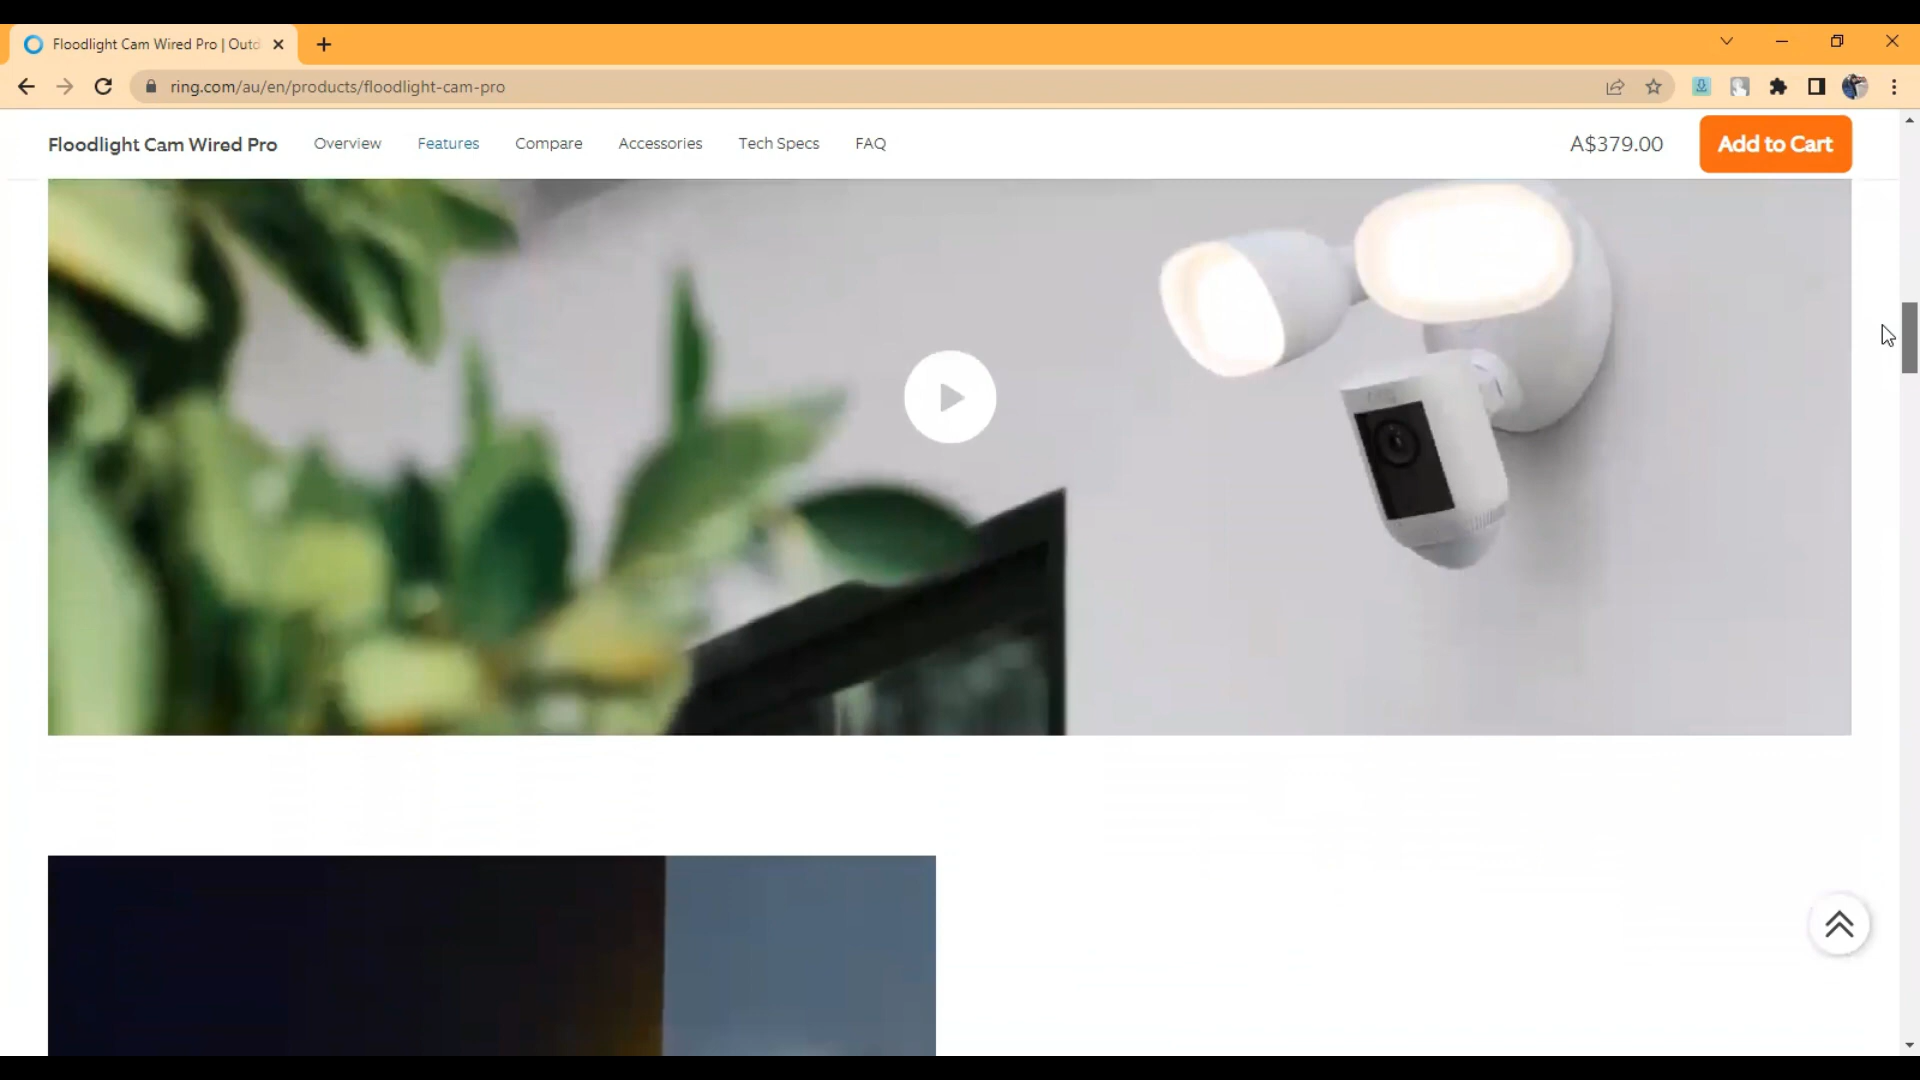 Floodlight Cam Wired Pro | Outd
ring.com/au/en/products/floodlight-cam-pro
Floodlight Cam Wired Pro Overview Features Compare Accessories Tech Specs FAQ A$379.00 Add to Cart